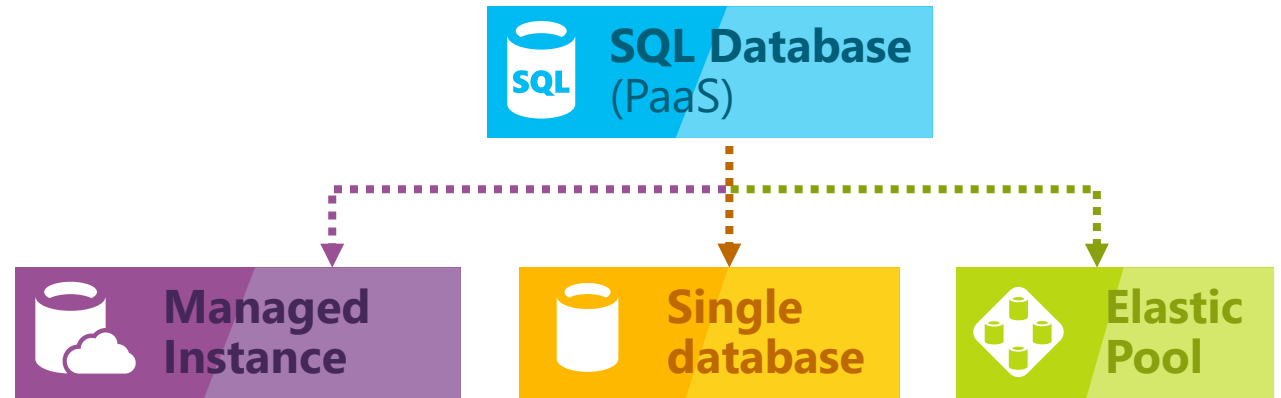 SQL
SQL Database
(PaaS)
Managed
Instance
Single
database
Elastic
Pool